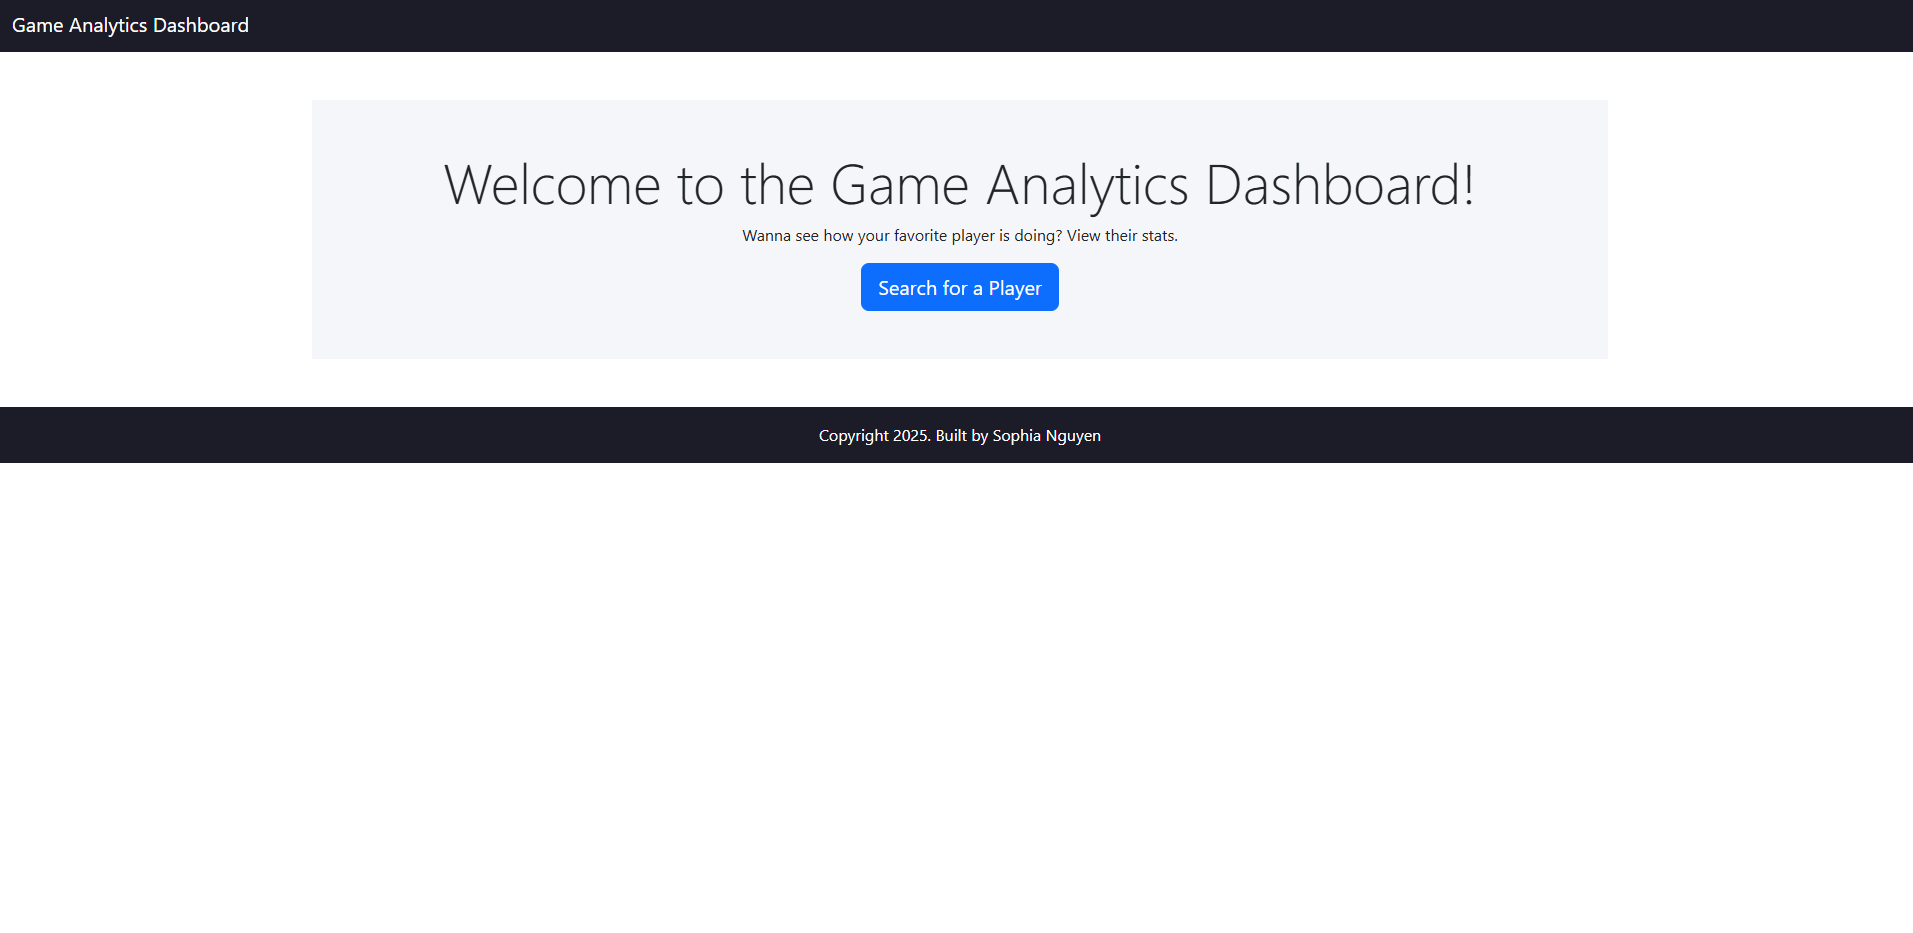 Game Analytics Dashboard
Welcome to the Game Analytics Dashboard!
Wanna see how your favorite player is doing? View their stats.
Search for a Player
Copyright 2025. Built by Sophia Nguyen